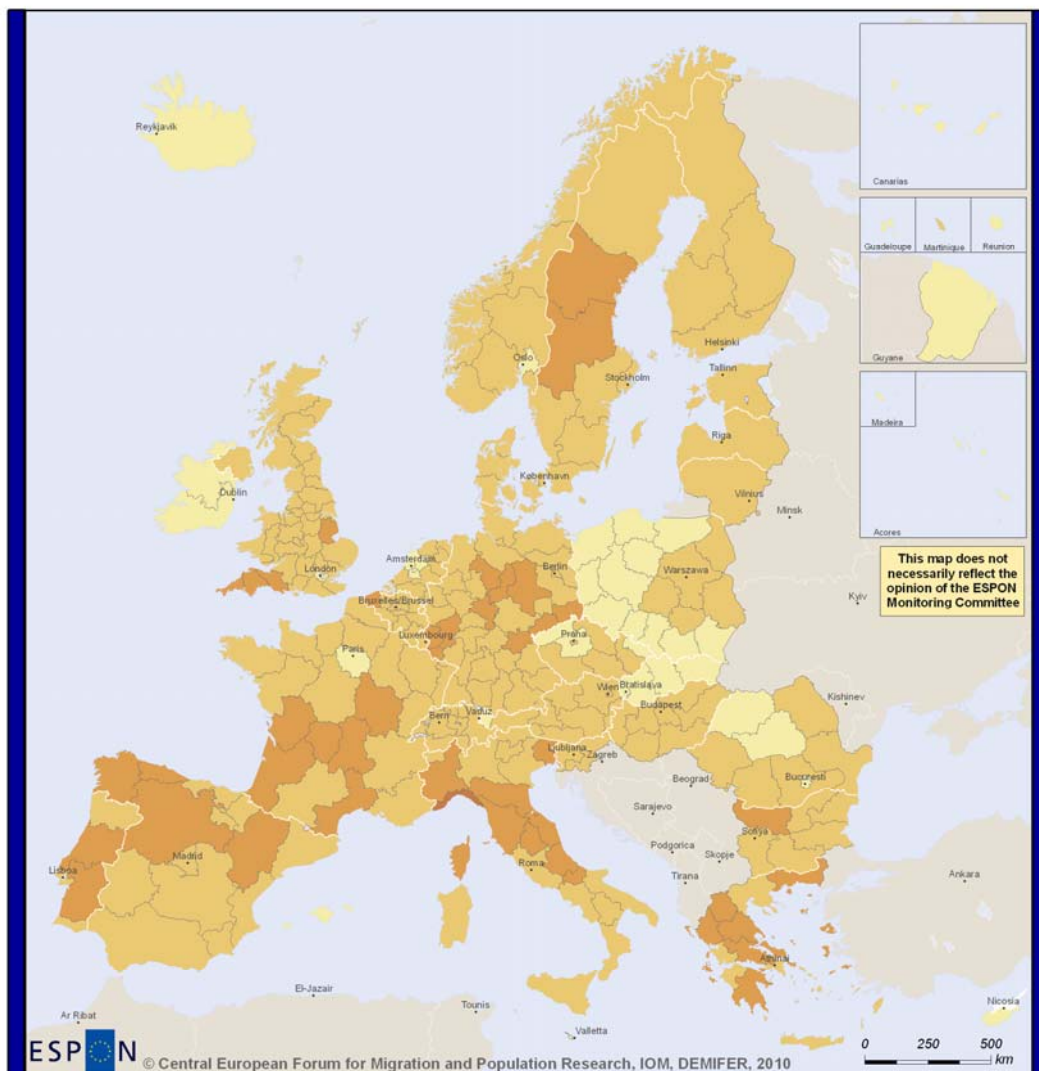 Reykjavik
Canarias
Guadeloupe
Martinique
Réunion
Guyane
Helsinki
Oslo
Tallinn
Stockholm
Madeira
Riga
Dublin
København
Vilnius
Minsk
Acores
Amsterdam
Berlin
London
Warszawa
This map does not
necessarily reflect the
opinion of the ESPON
Monitoring Committee
Bruxelles/Brussel
Kyiv
Luxembourg
Praha
Paris
Wien
Bratislava
Kishinev
Bern
Vaduz
Budapest
Ljubljana
Zagreb
Beograd
Bucuresti
Sarajevo
Sofiya
Podgorica
Skopje
Madrid
Roma
Tirana
Lisboa
Ankara
Athinai
El-Jazair
Tounis
Nicosia
Ar Ribat
Valletta
0 250 500
km
ESPON
© Central European Forum for Migration and Population Research, IOM, DEMIFER, 2010